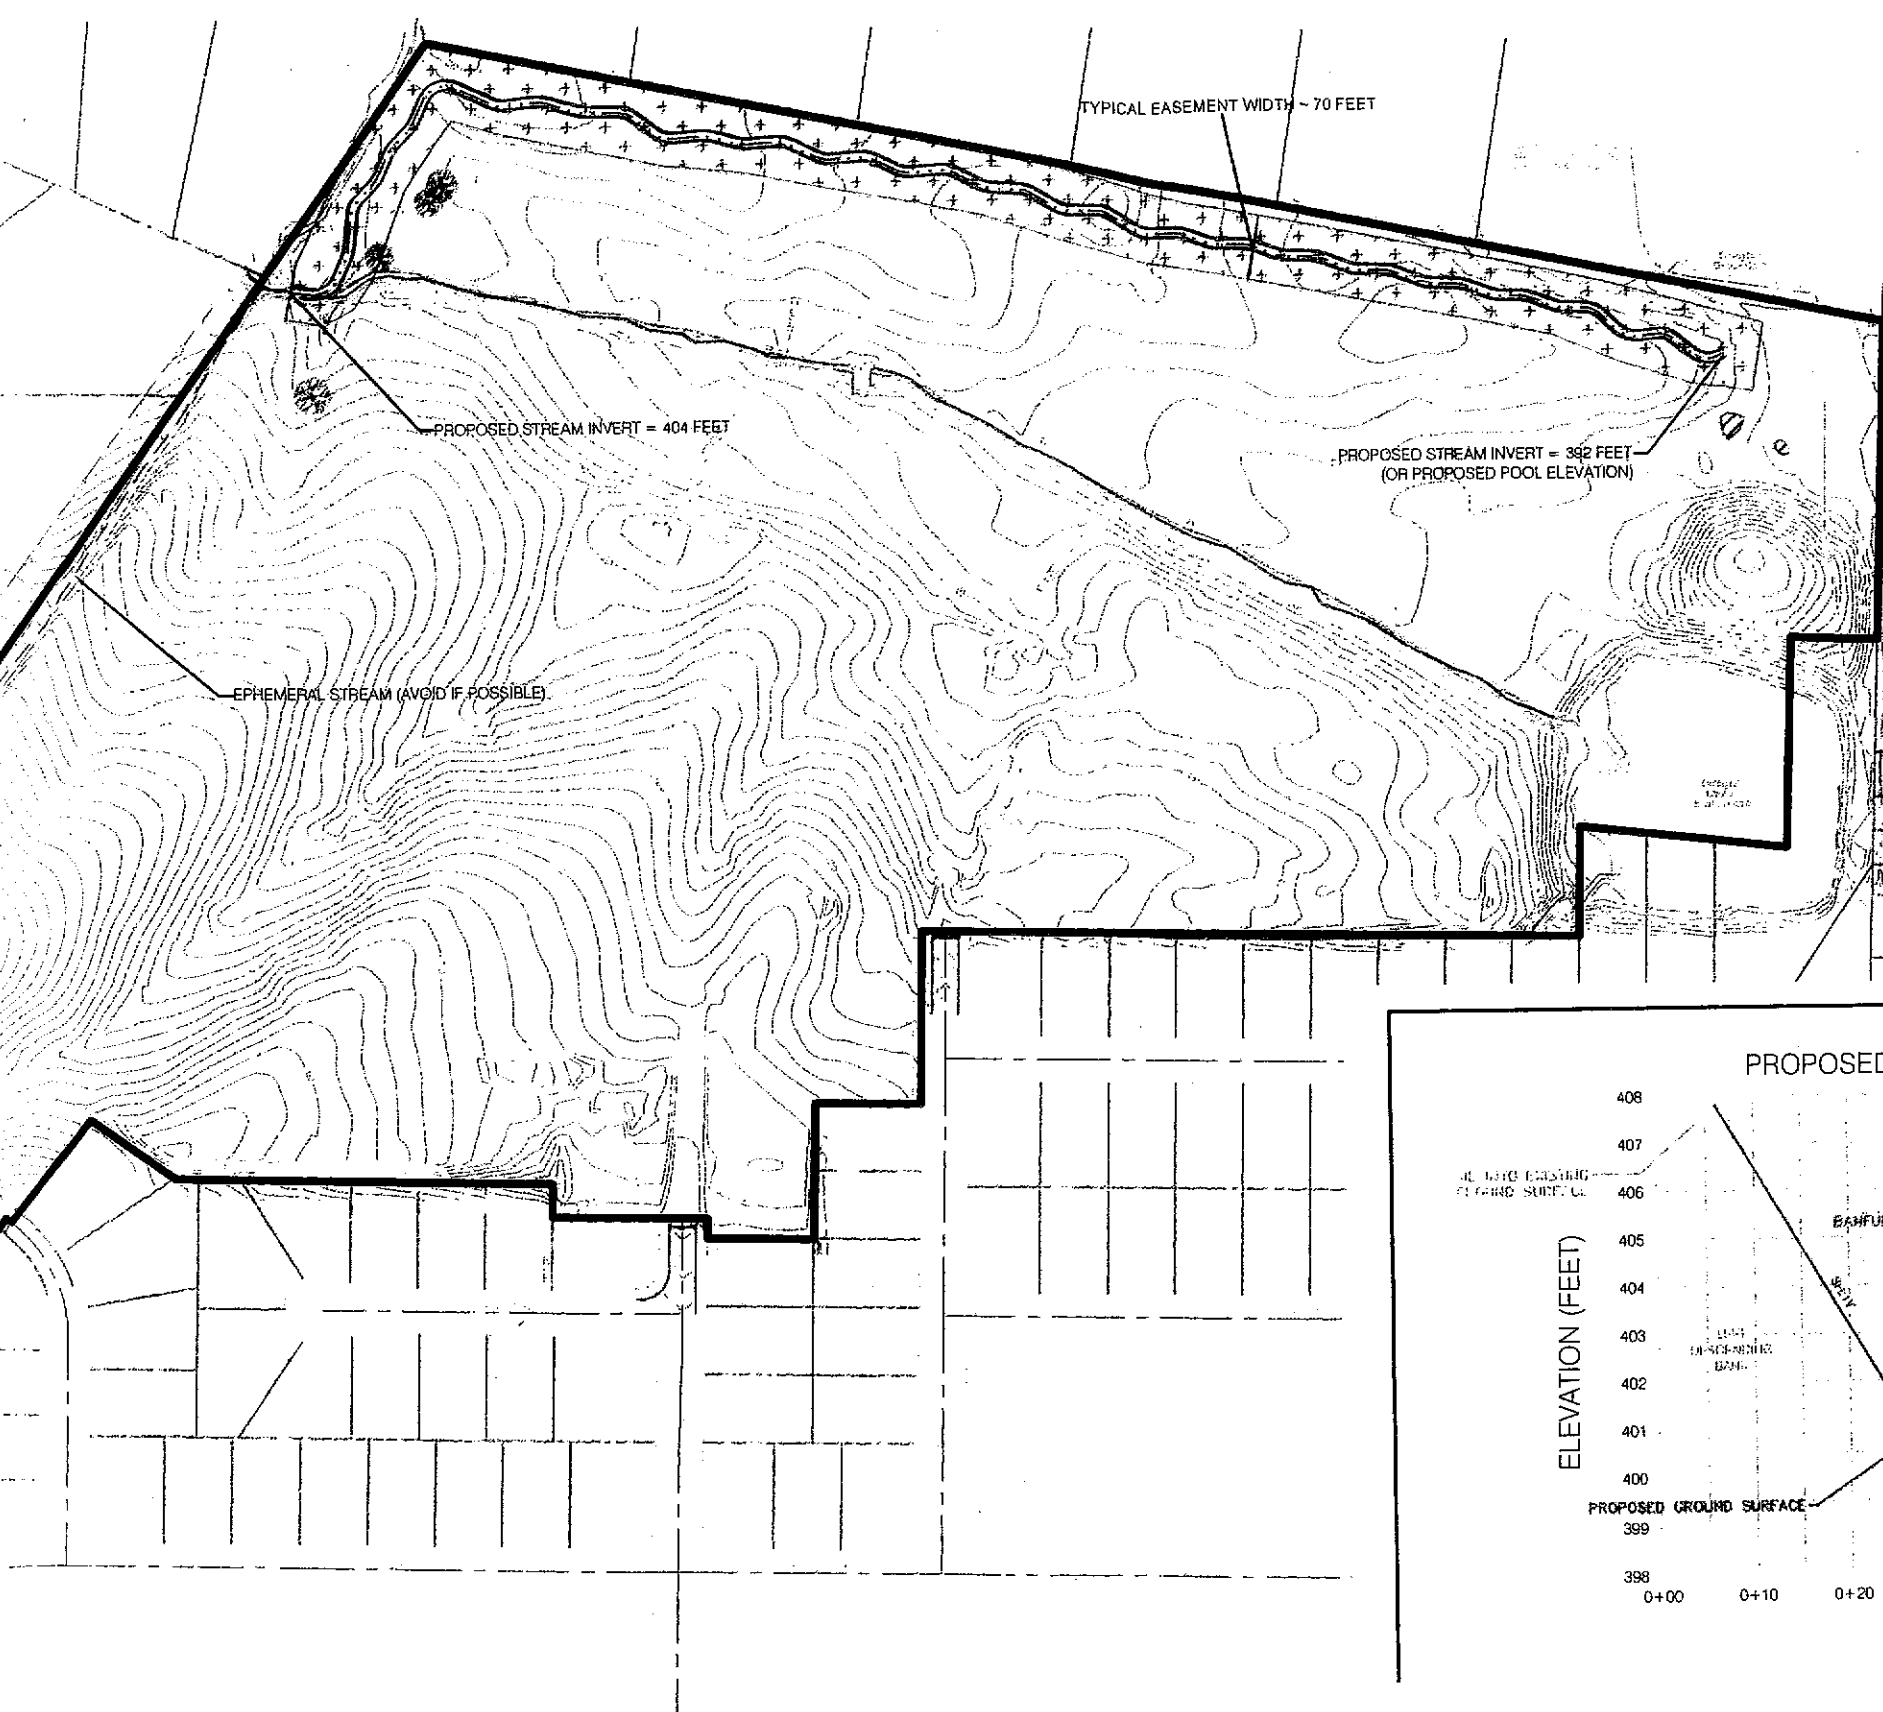 TYPICAL EASEMENT WIDTH ~ 70 FEET
PROPOSED STREAM INVERT = 404 FEET
PROPOSED STREAM INVERT = 392 FEET
(OR PROPOSED POOL ELEVATION)
EPHEMERAL STREAM (AVOID IF POSSIBLE)
PROPOSED
408
407
406
405
404
403
402
401
400
399
398
ELEVATION (FEET)
DESCENDING
BANK
PROPOSED GROUND SURFACE
0+00
0+10
0+20